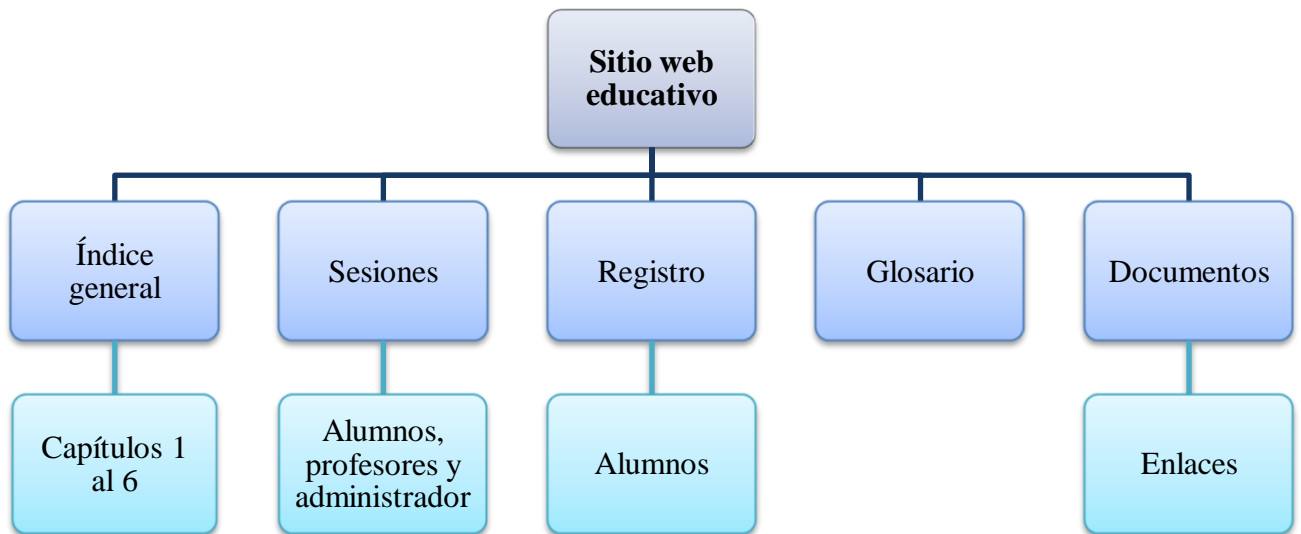 Sitio web
educativo
Índice
general
Sesiones
Registro
Glosario
Documentos
Capítulos 1
al 6
Alumnos,
profesores y
administrador
Alumnos
Enlaces